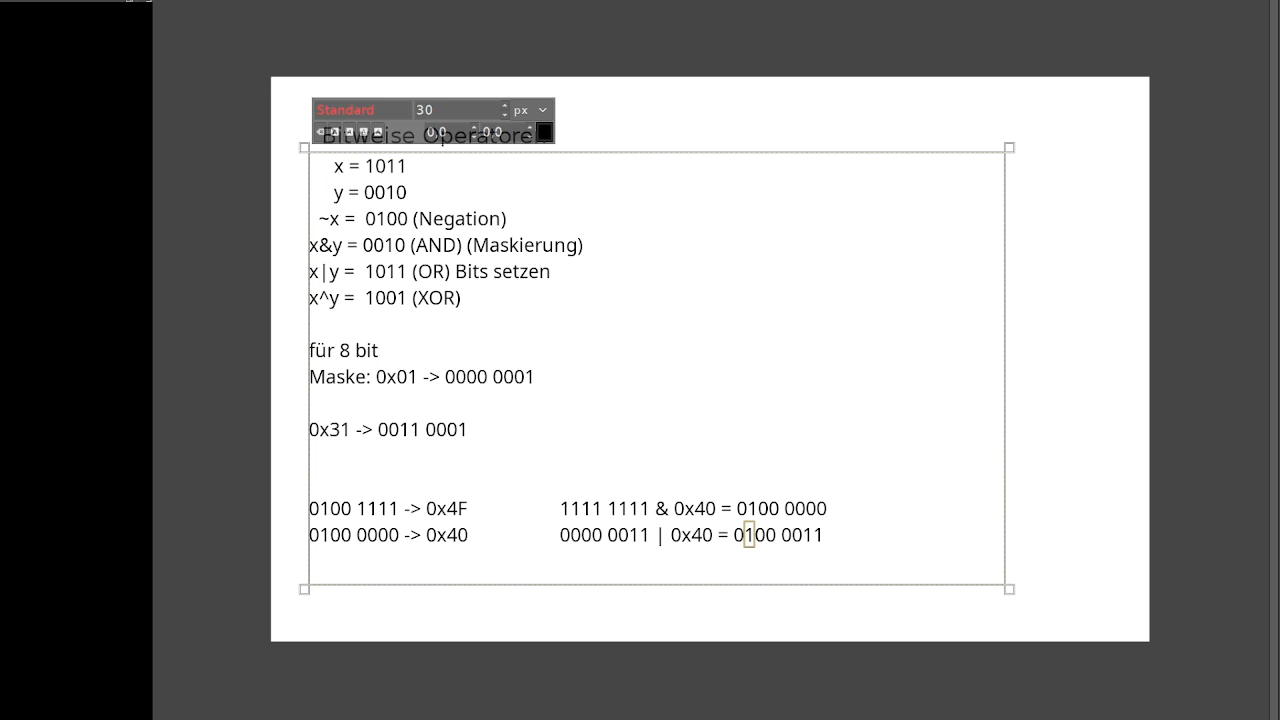 Standard 30 px
Bitweise Operatore
x = 1011
y = 0010
~x =  0100 (Negation)
x&y = 0010 (AND) (Maskierung)
x|y =  1011 (OR) Bits setzen
x^y =  1001 (XOR)
für 8 bit
Maske: 0x01 -> 0000 0001
0x31 -> 0011 0001
0100 1111 -> 0x4F 1111 1111 & 0x40 = 0100 0000
0100 0000 -> 0x40 0000 0011 | 0x40 = 0100 0011